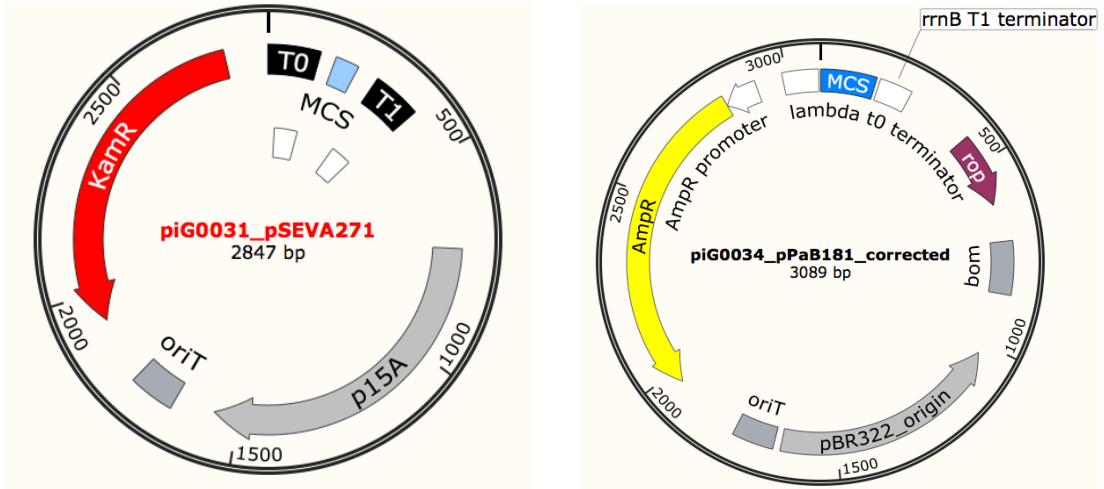 T0
MCS
T1
500
1000
1500
2000
2500
KamR
p15A
oriT
piG0031_pSEVA271
2847 bp
rrnB T1 terminator
3000
MCS
lambda t0 terminator
500
rop
bom
1000
pBR322_origin
1500
oriT
2000
2500
AmpR
AmpR promoter
piG0034_pPaB181_corrected
3089 bp